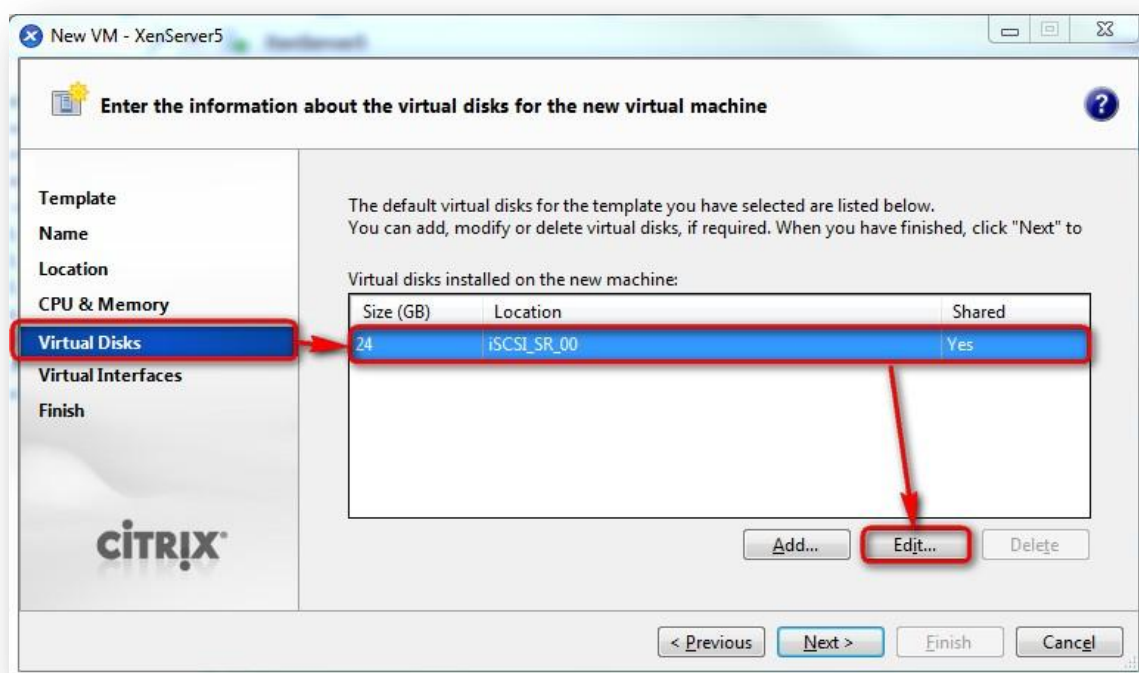 New VM - XenServer5
Enter the information about the virtual disks for the new virtual machine
?
Template
Name
Location
CPU & Memory
Virtual Disks
Virtual Interfaces
Finish
CITRIX
The default virtual disks for the template you have selected are listed below.
You can add, modify or delete virtual disks, if required. When you have finished, click "Next" to
Virtual disks installed on the new machine:
Size (GB) Location Shared
24 iSCSI_SR_00 Yes
Add... Edit... Delete
< Previous Next > Finish Cancel